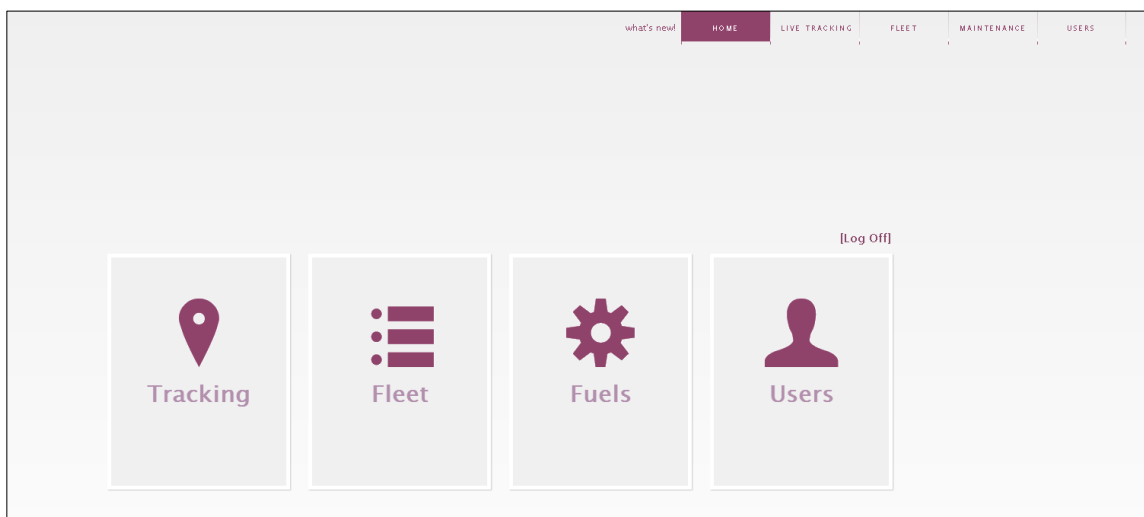 what's new! HOME LIVE TRACKING FLEET MAINTENANCE USERS
[Log Off]
Tracking Fleet Fuels Users